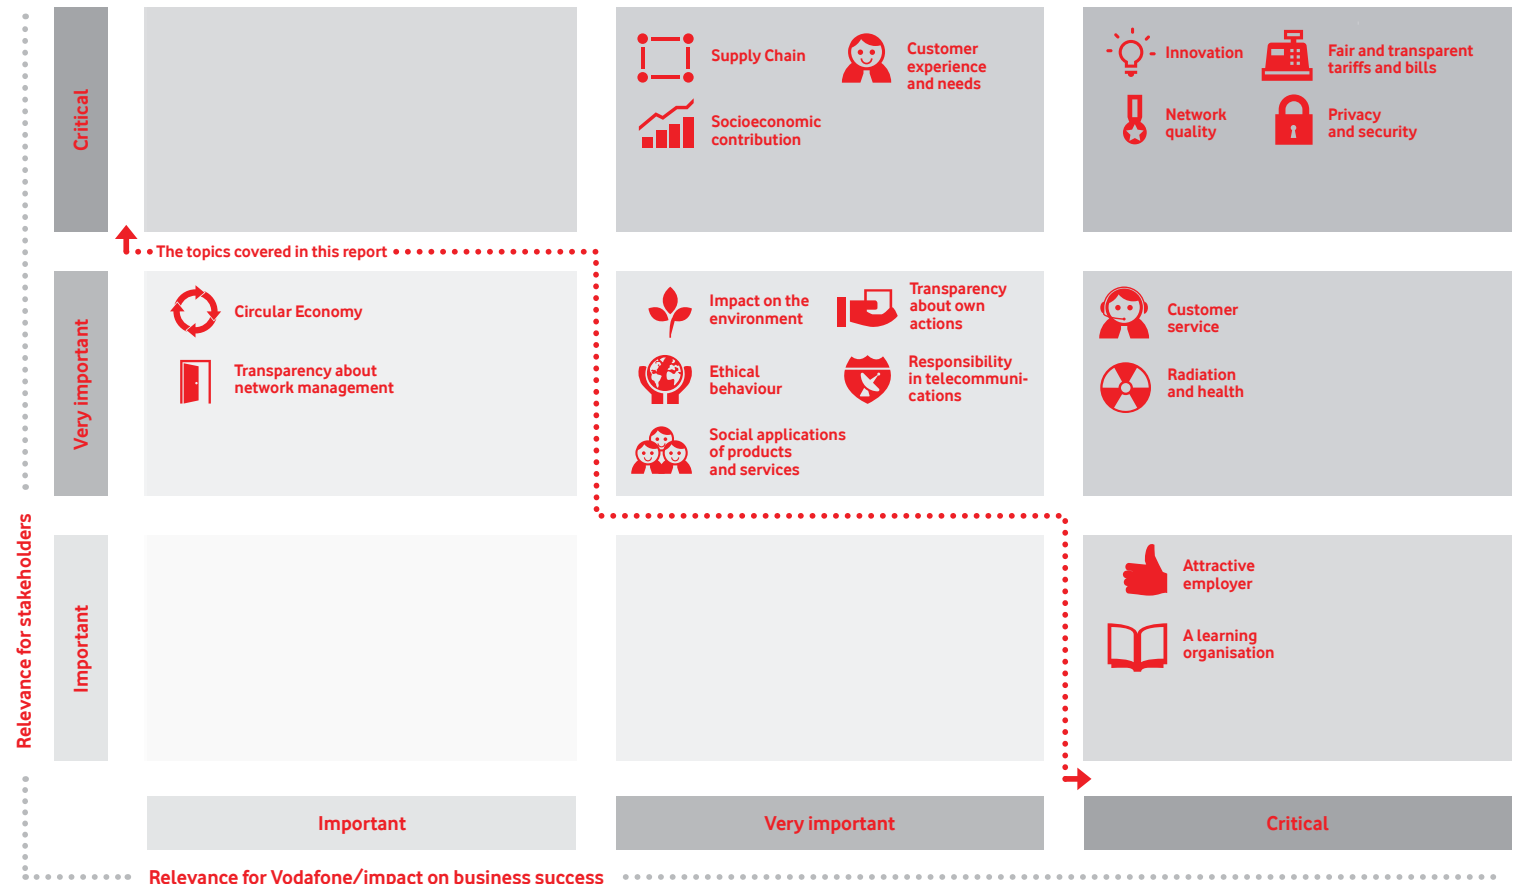 Critical
Supply Chain
Customer
experience
and needs
Socioeconomic
contribution
Innovation
Fair and transparent
tariffs and bills
Network
quality
Privacy
and security
The topics covered in this report
Very important
Circular Economy
Transparency about
network management
Impact on the
environment
Transparency
about own
actions
Ethical
behaviour
Responsibility
in telecommuni-
cations
Social applications
of products
and services
Customer
service
Radiation
and health
Relevance for stakeholders
Important
Attractive
employer
A learning
organisation
Important
Very important
Critical
Relevance for Vodafone/impact on business success